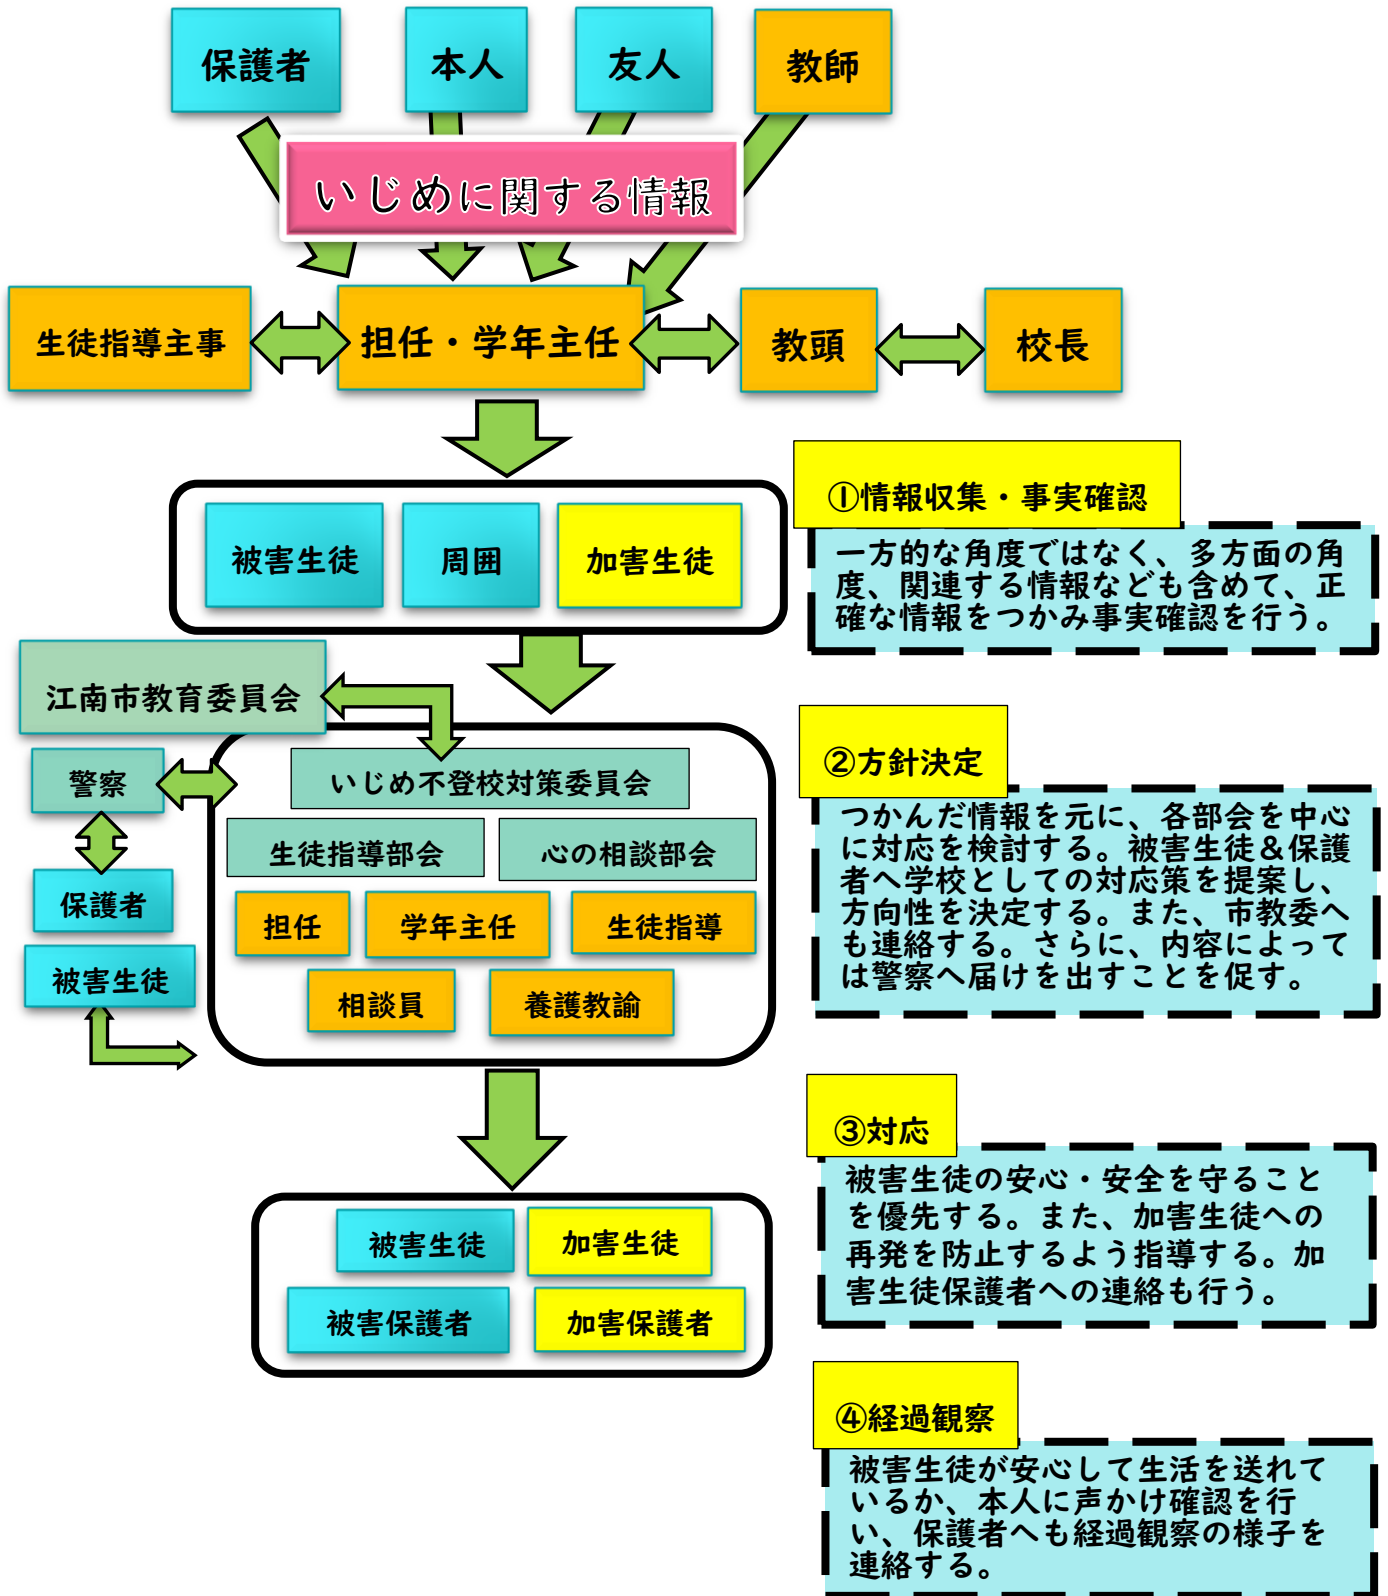 保護者
本人
友人
教師
いじめに関する情報
生徒指導主事
担任・学年主任
教頭
校長
①情報収集・事実確認
被害生徒
周囲
加害生徒
一方的な角度ではなく、多方面の角
度、関連する情報なども含めて、正
確な情報をつかみ事実確認を行う。
江南市教育委員会
警察
保護者
被害生徒
いじめ不登校対策委員会
生徒指導部会
心の相談部会
担任
学年主任
生徒指導
相談員
養護教諭
②方針決定
つかんだ情報を元に、各部会を中心
に対応を検討する。被害生徒&保護
者へ学校としての対応策を提案し、
方向性を決定する。また、市教委へ
も連絡する。さらに、内容によって
は警察へ届けを出すことを促す。
③対応
被害生徒の安心・安全を守ること
を優先する。また、加害生徒への
再発を防止するよう指導する。加
害生徒保護者への連絡も行う。
被害生徒
加害生徒
被害保護者
加害保護者
④経過観察
被害生徒が安心して生活を送れて
いるか、本人に声かけ確認を行
い、保護者へも経過観察の様子を
連絡する。